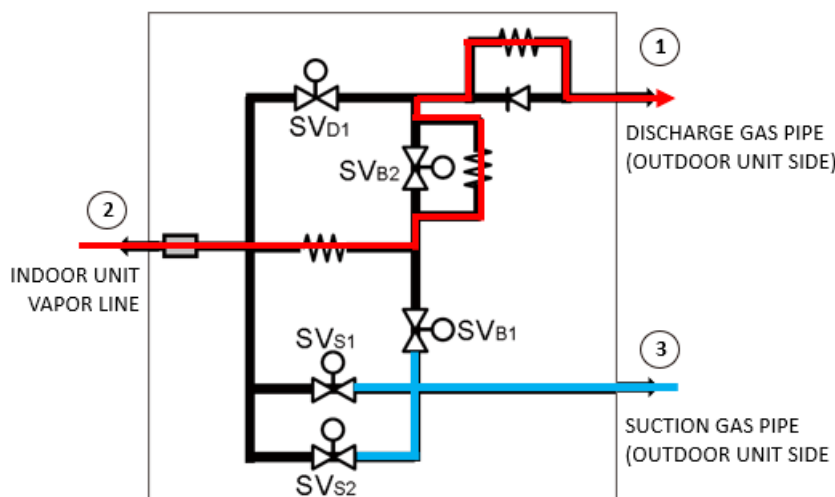 1
SVD1
DISCHARGE GAS PIPE
(OUTDOOR UNIT SIDE)
SVB2
2
INDOOR UNIT
VAPOR LINE
SVB1
SVS1
3
SUCTION GAS PIPE
(OUTDOOR UNIT SIDE
SVS2